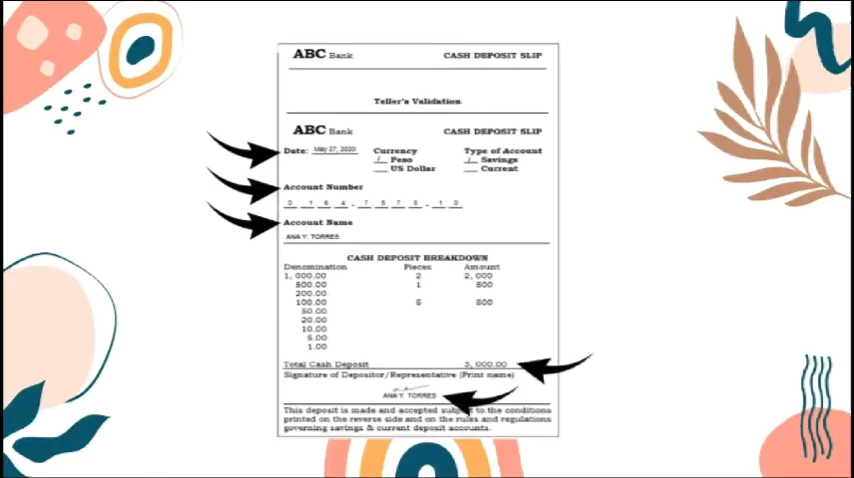 ABC Bank CASH DEPOSIT SLIP
Teller's Validation
ABC Bank CASH DEPOSIT SLIP
Date: May 27, 2020 Currency Type of Account
/ Peso / Savings
US Dollar Current
Account Number
0 1 6 4 - 7 5 7 5 - 1 0
Account Name
ANA Y. TORRES
CASH DEPOSIT BREAKDOWN
Denomination Pieces Amount
1, 000.00 2 2, 000
500.00 1 500
200.00
100.00 5 500
50.00
20.00
10.00
5.00
1.00
Total Cash Deposit 3, 000.00
Signature of Depositor/Representative (Print name)
ANA Y. TORRES
This deposit is made and accepted subject to the conditions
printed on the reverse side and on the rules and regulations
governing savings & current deposit accounts.